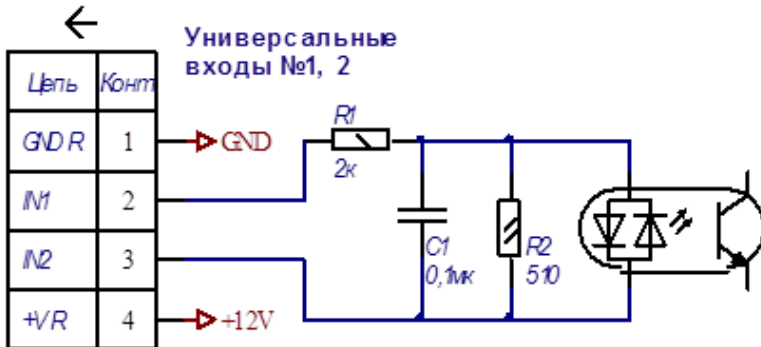 Универсальные
входы №1, 2
Цепь Конт
GND R 1 GND
IN1 2
IN2 3
+V R 4 +12V
R1
2к
C1
0,1мк
R2
510